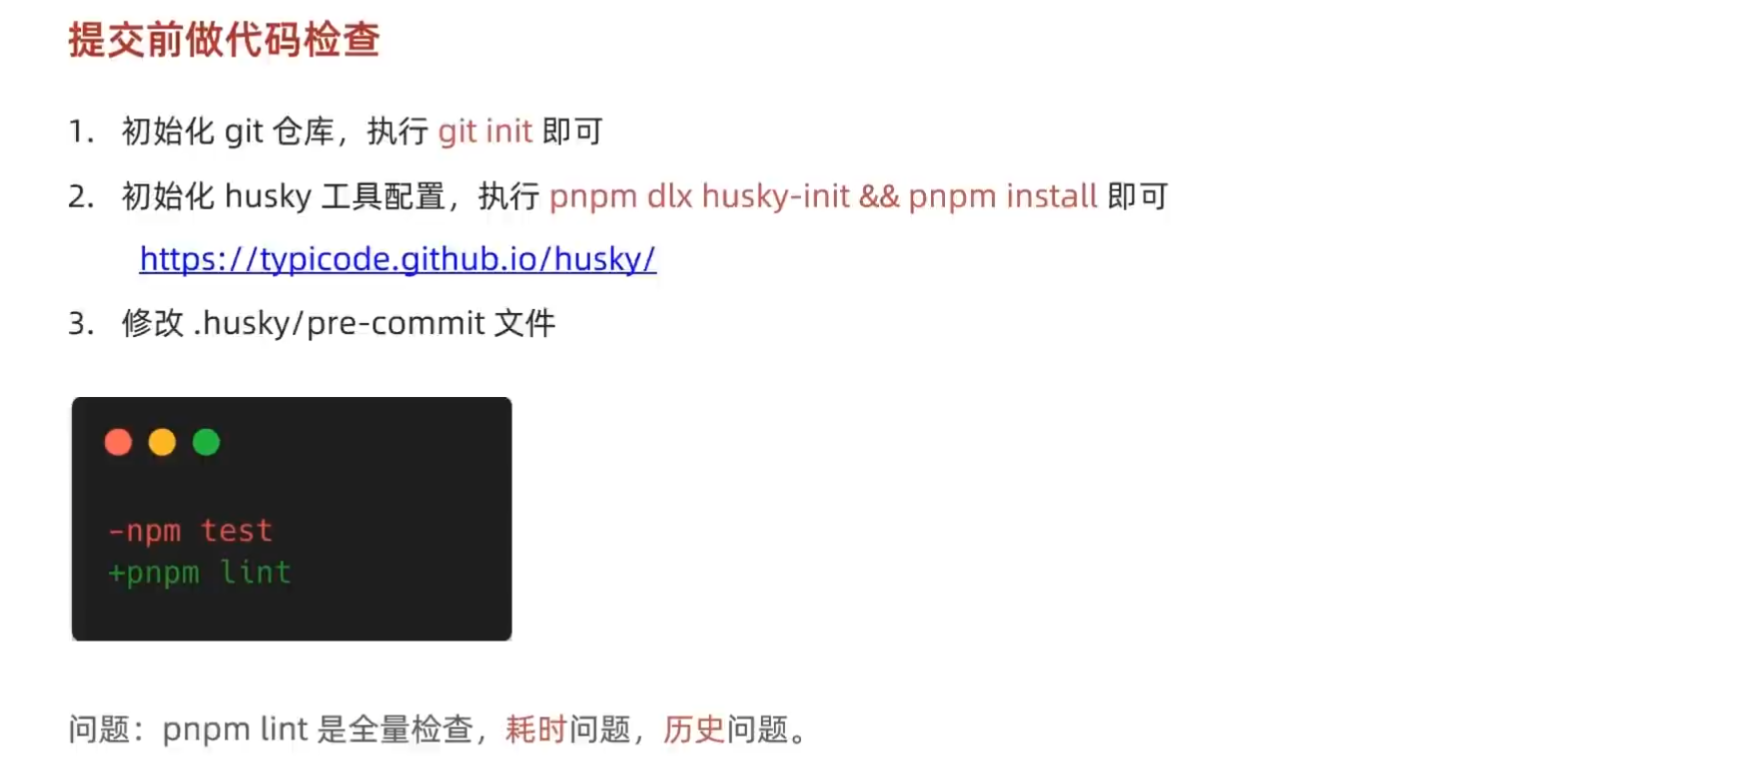 提交前做代码检查
1. 初始化 git 仓库，执行 git init 即可
2. 初始化 husky 工具配置，执行 pnpm dlx husky-init && pnpm install 即可
https://typicode.github.io/husky/
3. 修改 .husky/pre-commit 文件
-npm test
+pnpm lint
问题：pnpm lint 是全量检查，耗时问题，历史问题。